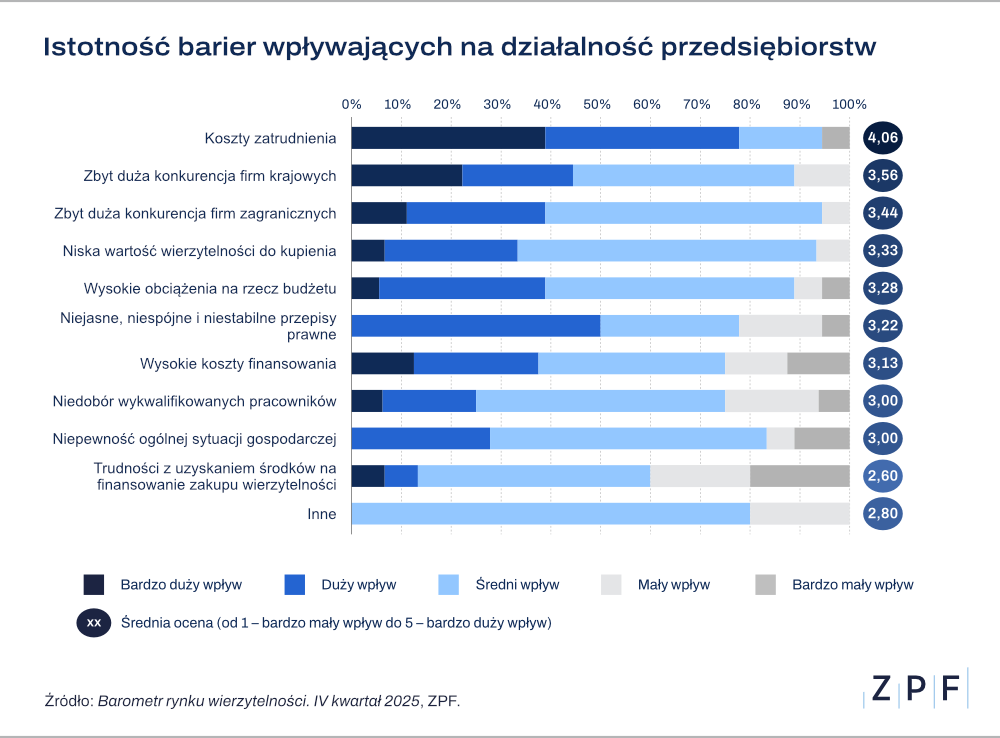 Istotność barier wpływających na działalność przedsiębiorstw
0% 10% 20% 30% 40% 50% 60% 70% 80% 90% 100%
Koszty zatrudnienia 4,06
Zbyt duża konkurencja firm krajowych 3,56
Zbyt duża konkurencja firm zagranicznych 3,44
Niska wartość wierzytelności do kupienia 3,33
Wysokie obciążenia na rzecz budżetu 3,28
Niejasne, niespójne i niestabilne przepisy
prawne 3,22
Wysokie koszty finansowania 3,13
Niedobór wykwalifikowanych pracowników 3,00
Niepewność ogólnej sytuacji gospodarczej 3,00
Trudności z uzyskaniem środków na
finansowanie zakupu wierzytelności 2,60
Inne 2,80
Bardzo duży wpływ Duży wpływ Średni wpływ Mały wpływ Bardzo mały wpływ
xx Średnia ocena (od 1 – bardzo mały wpływ do 5 – bardzo duży wpływ)
Źródło: Barometr rynku wierzytelności. IV kwartał 2025, ZPF.
ZPF